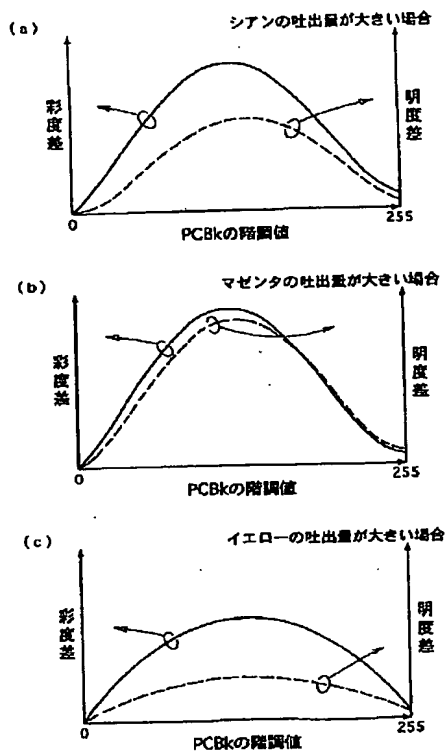 (a)
シアンの吐出量が大きい場合
彩度差
明度差
0
255
PCBkの階調値
(b)
マゼンタの吐出量が大きい場合
彩度差
明度差
0
255
PCBkの階調値
(c)
イエローの吐出量が大きい場合
彩度差
明度差
0
255
PCBkの階調値